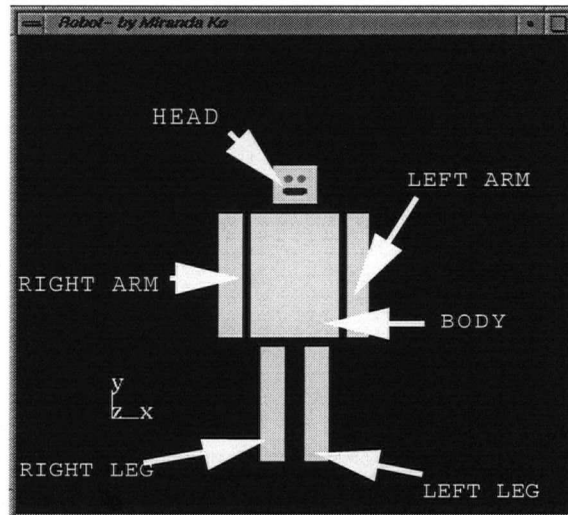 Robot- by Miranda Ko
HEAD
LEFT ARM
RIGHT ARM
BODY
y
z x
RIGHT LEG
LEFT LEG